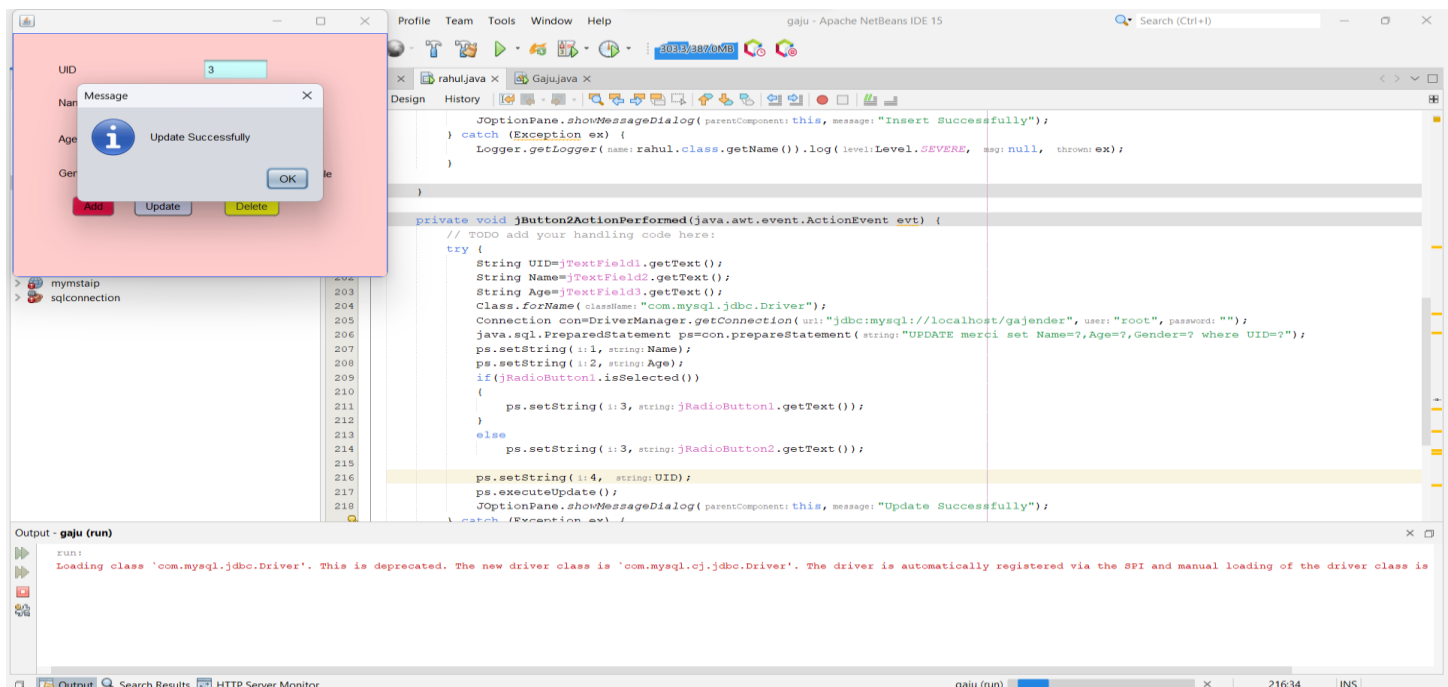 Profile Team Tools Window Help gaju - Apache NetBeans IDE 15 Search (Ctrl+I)
303.3/387.0MB
rahul.java Gaju.java
Design History
UID 3
Nan
Age
Gen le
Message
Update Successfully
OK
Add Update Delete
mymstaip
sqlconnection
JOptionPane.showMessageDialog( parentComponent: this, message: "Insert Successfully");
} catch (Exception ex) {
Logger.getLogger( name: rahul.class.getName()).log( level: Level.SEVERE, msg: null, thrown: ex);
}
}
private void jButton2ActionPerformed(java.awt.event.ActionEvent evt) {
// TODO add your handling code here:
try {
String UID=jTextField1.getText();
202 String Name=jTextField2.getText();
203 String Age=jTextField3.getText();
204 Class.forName( className: "com.mysql.jdbc.Driver");
205 Connection con=DriverManager.getConnection( url: "jdbc:mysql://localhost/gajender", user: "root", password: "");
206 java.sql.PreparedStatement ps=con.prepareStatement( string: "UPDATE merci set Name=?,Age=?,Gender=? where UID=?");
207 ps.setString( i: 1, string: Name);
208 ps.setString( i: 2, string: Age);
209 if(jRadioButton1.isSelected())
210 {
211 ps.setString( i: 3, string: jRadioButton1.getText());
212 }
213 else
214 ps.setString( i: 3, string: jRadioButton2.getText());
215
216 ps.setString( i: 4, string: UID);
217 ps.executeUpdate();
218 JOptionPane.showMessageDialog( parentComponent: this, message: "Update Successfully");
} catch (Exception ex) {
Output - gaju (run)
run:
Loading class `com.mysql.jdbc.Driver'. This is deprecated. The new driver class is `com.mysql.cj.jdbc.Driver'. The driver is automatically registered via the SPI and manual loading of the driver class is
Output Search Results HTTP Server Monitor gaju (run) 216:34 INS